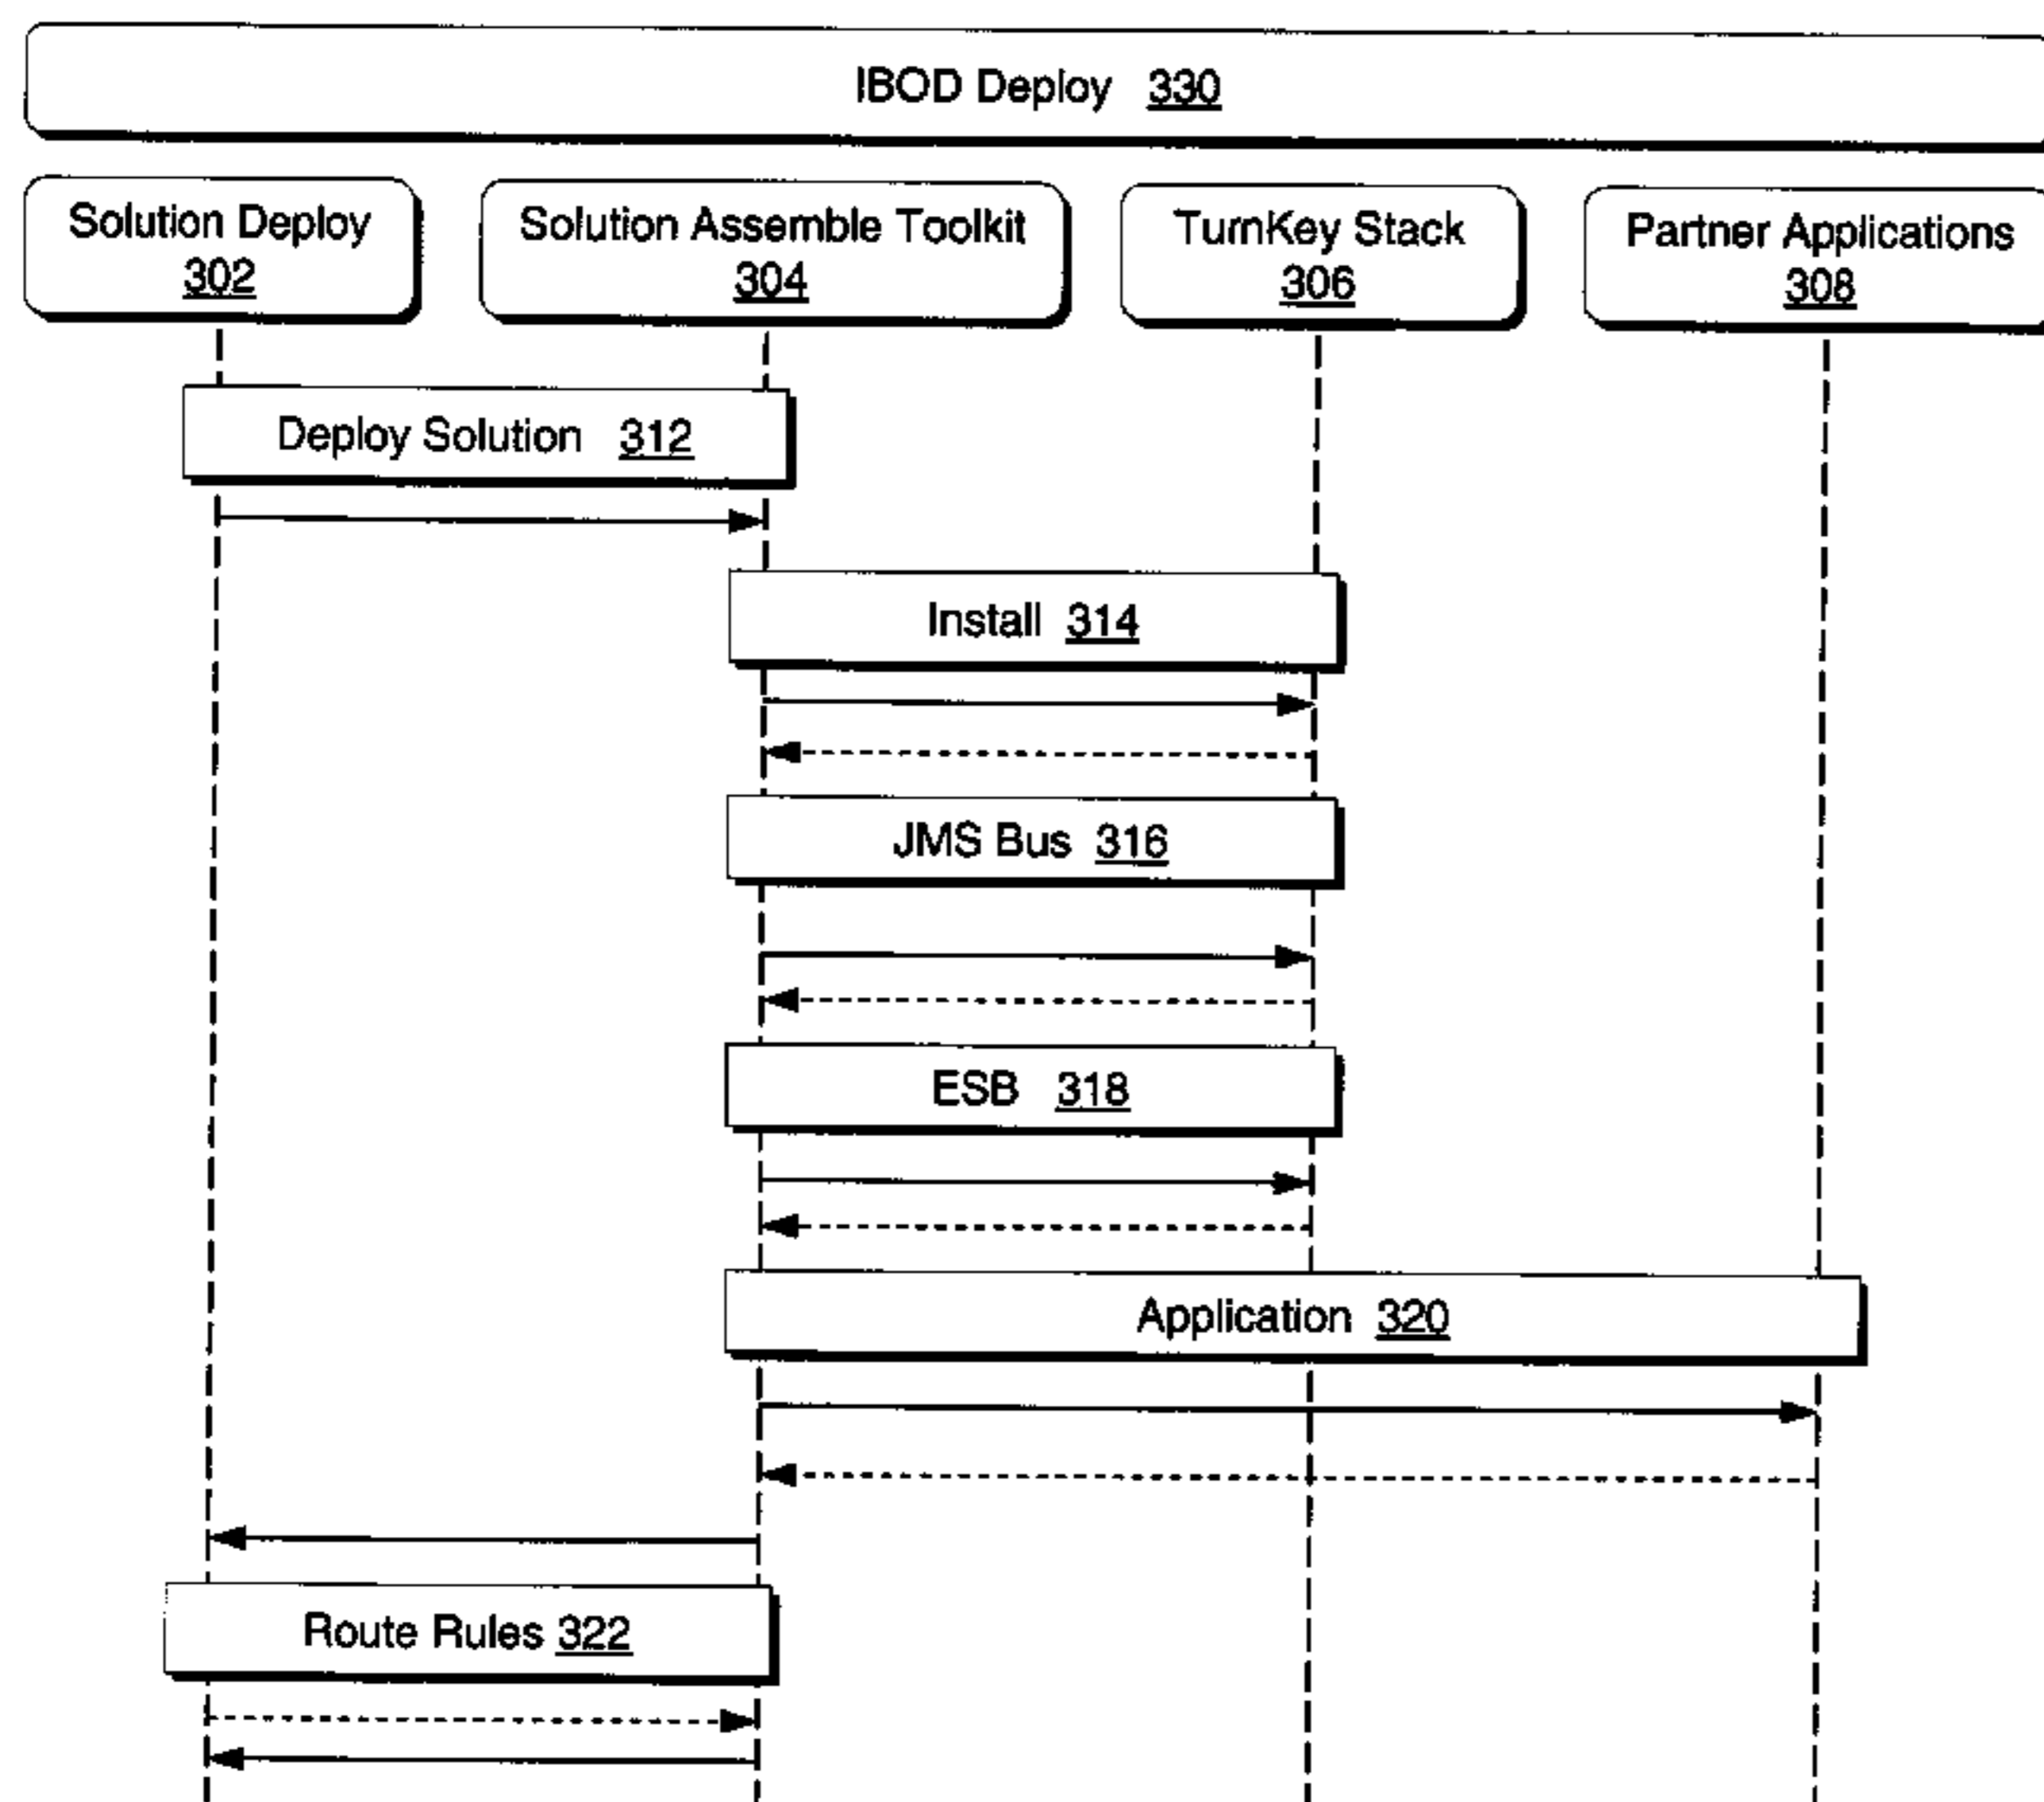 IBOD Deploy 330
Solution Deploy
302
Solution Assemble Toolkit
304
TurnKey Stack
306
Partner Applications
308
Deploy Solution 312
Install 314
JMS Bus 316
ESB 318
Application 320
Route Rules 322